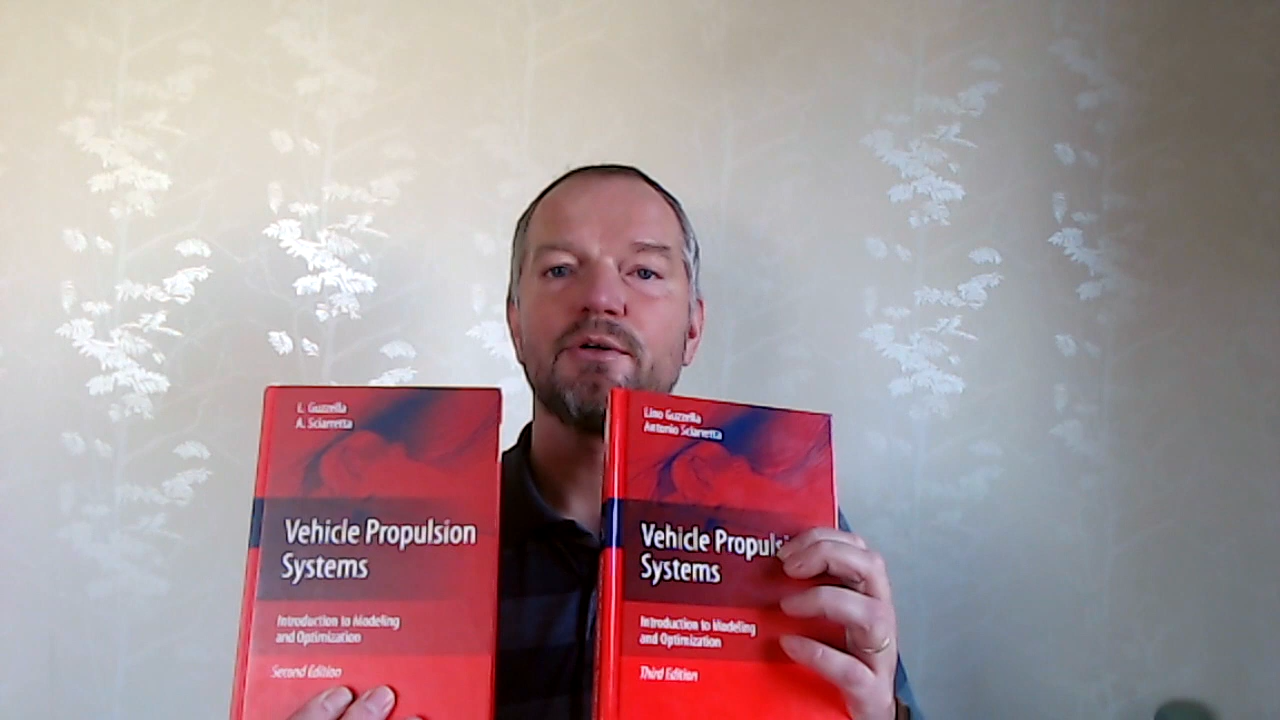 L. Guzzella
A. Sciarretta
Vehicle Propulsion
Systems
Introduction to Modeling
and Optimization
Second Edition
Lino Guzzella
Antonio Sciarretta
Vehicle Propulsi
Systems
Introduction to Modeling
and Optimization
Third Edition